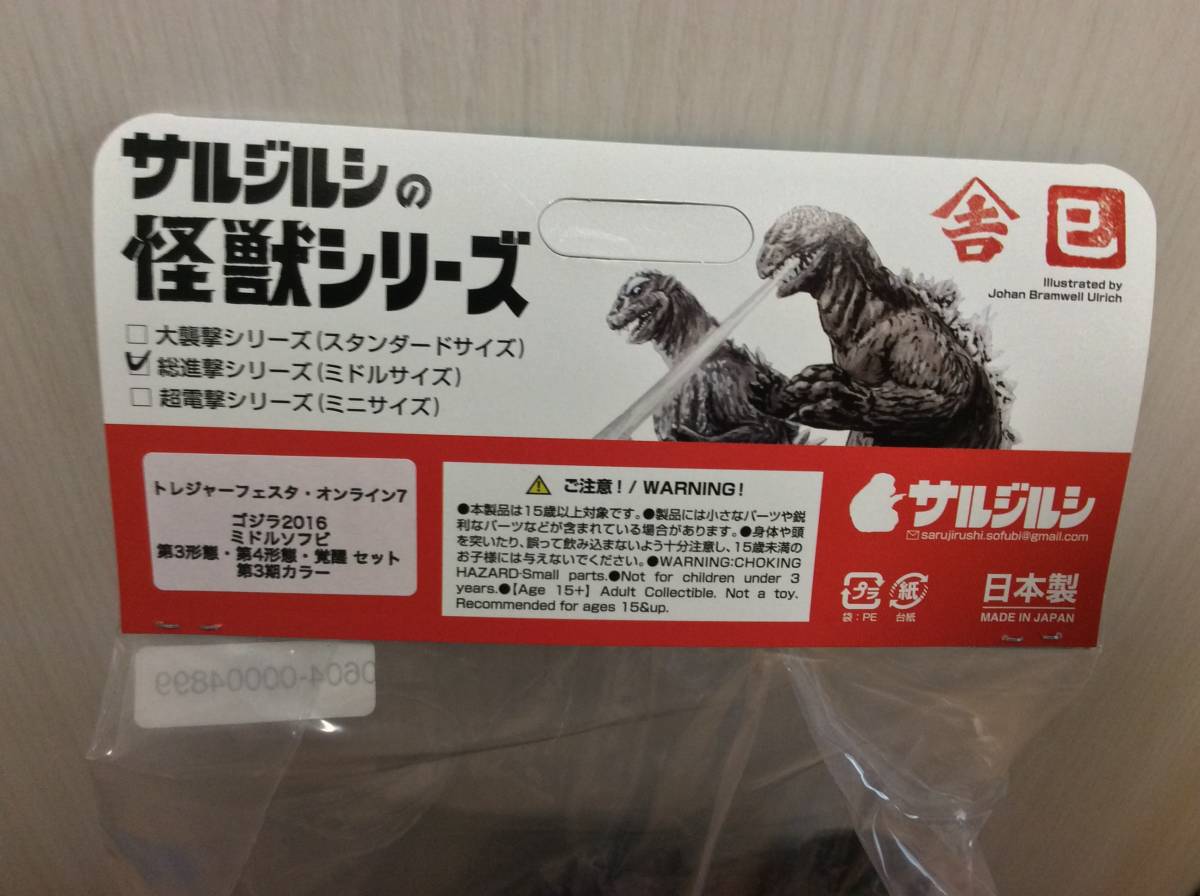 サルジルシの
怪獣シリーズ
大襲撃シリーズ(スタンダードサイズ)
総進撃シリーズ(ミドルサイズ)
超電撃シリーズ(ミニサイズ)
吉 巳
Illustrated by
Johan Bramwell Ulrich
トレジャーフェスタ・オンライン7
ゴジラ2016
ミドルソフビ
第3形態・第4形態・覚醒 セット
第3期カラー
ご注意!/ WARNING!
●本製品は15歳以上対象です。●製品には小さなパーツや鋭
利なパーツなどが含まれている場合があります。●身体や頭
を突いたり、誤って飲み込まないよう十分注意し、15歳未満の
お子様には与えないでください。●WARNING:CHOKING
HAZARD-Small parts.●Not for children under 3
years.●【Age 15+】Adult Collectible, Not a toy.
Recommended for ages 15&up.
サルジルシ
sarujirushi.sofubi@gmail.com
プラ 紙
袋:PE 台紙
日本製
MADE IN JAPAN
0604-00004899